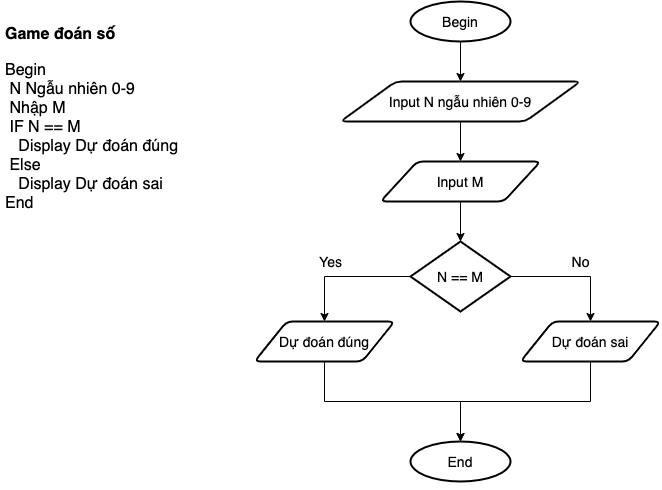 Game đoán số
Begin
N Ngẫu nhiên 0-9
Nhập M
IF N == M
Display Dự đoán đúng
Else
Display Dự đoán sai
End
Begin
Input N ngẫu nhiên 0-9
Input M
N == M
Yes
No
Dự đoán đúng
Dự đoán sai
End